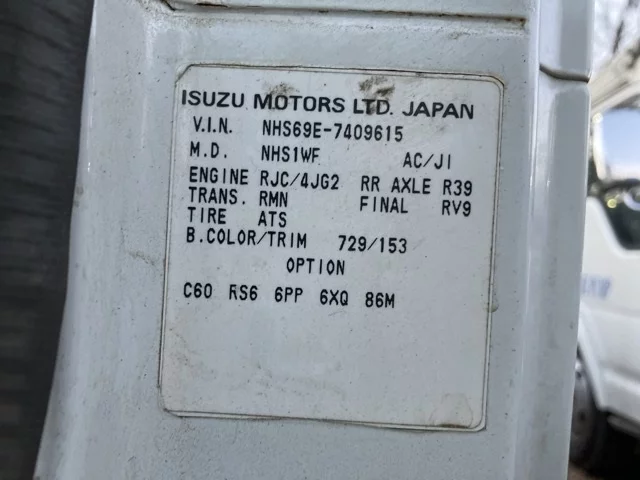 ISUZU MOTORS LTD. JAPAN
V.I.N. NHS69E-7409615
M.D. NHS1WF AC/JI
ENGINE RJC/4JG2 RR AXLE R39
TRANS. RMN FINAL RV9
TIRE ATS
B.COLOR/TRIM 729/153
OPTION
C60 RS6 6PP 6XQ 86M